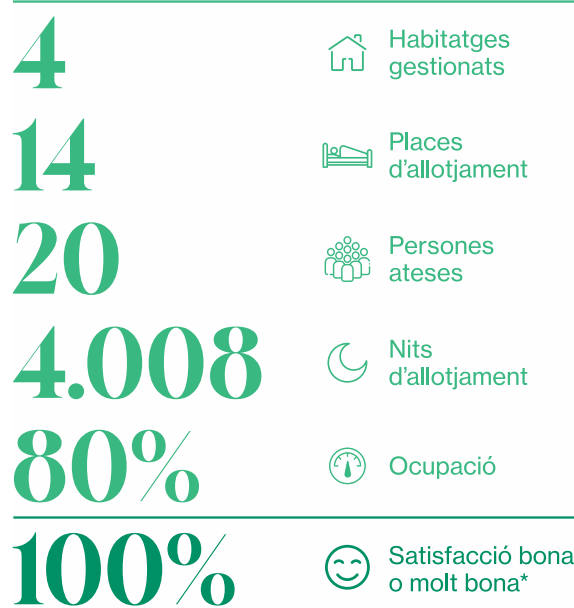 4
Habitatges
gestionats
14
Places
d’allotjament
20
Persones
ateses
4.008
Nits
d’allotjament
80%
Ocupació
100%
Satisfacció bona
o molt bona*